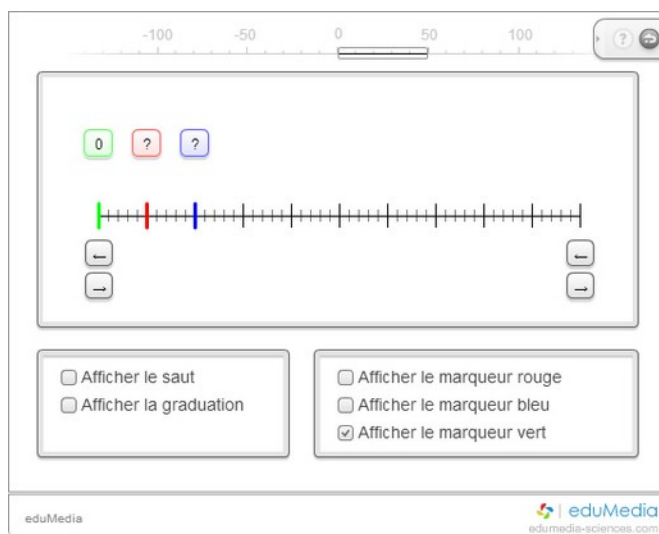 -100 -50 0 50 100 ?
0 ? ?
← ←
→ →
Afficher le saut
Afficher la graduation
Afficher le marqueur rouge
Afficher le marqueur bleu
Afficher le marqueur vert
eduMedia
eduMedia
edumedia-sciences.com